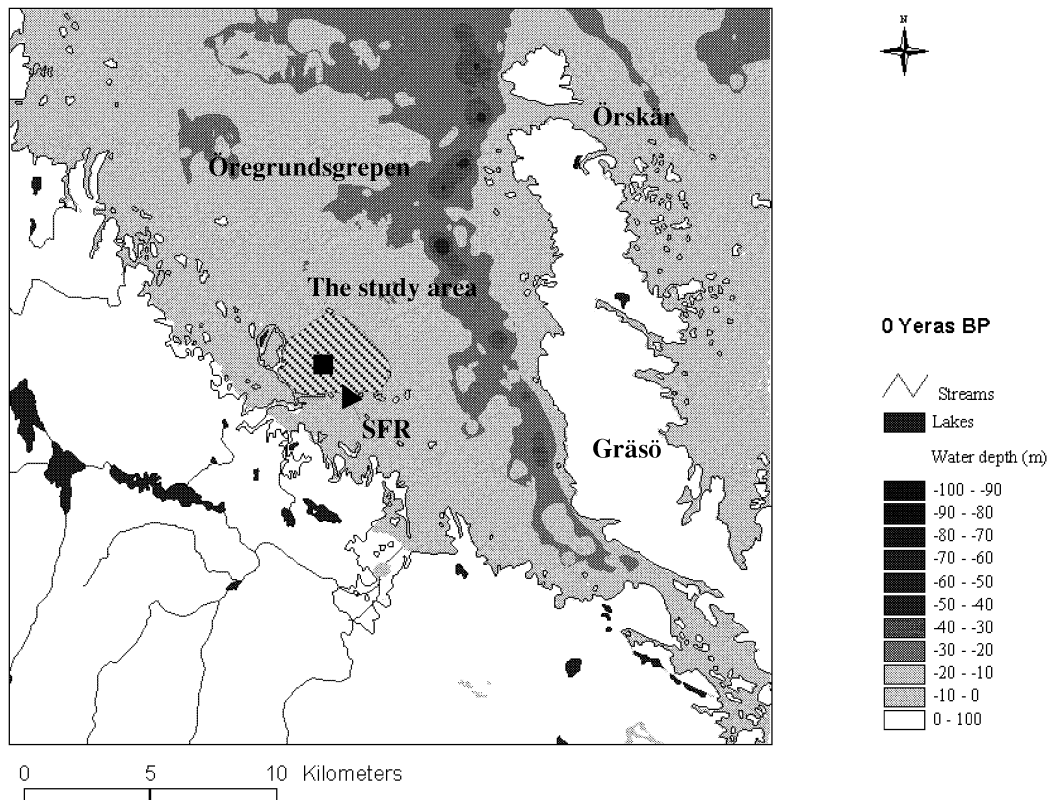 N
Örskär
Öregrundsgrepen
The study area
SFR
Gräsö
0 Yeras BP
Streams
Lakes
Water depth (m)
-100 - -90
-90 - -80
-80 - -70
-70 - -60
-60 - -50
-50 - -40
-40 - -30
-30 - -20
-20 - -10
-10 - 0
0 - 100
0 5 10 Kilometers